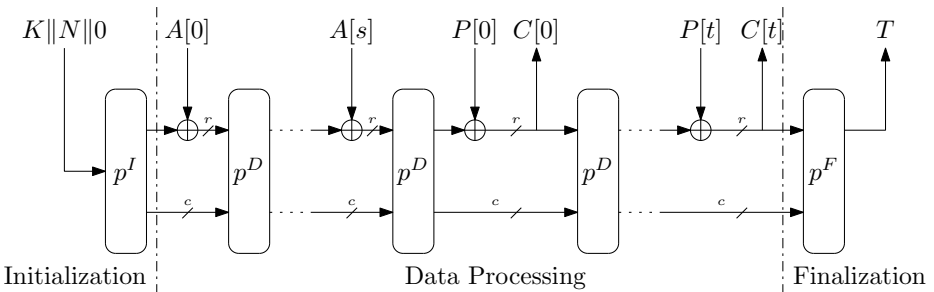 K∥N∥0 A[0] A[s] P[0] C[0] P[t] C[t] T
r r r r r
p^I p^D p^D p^D p^F
c c c c
Initialization Data Processing Finalization